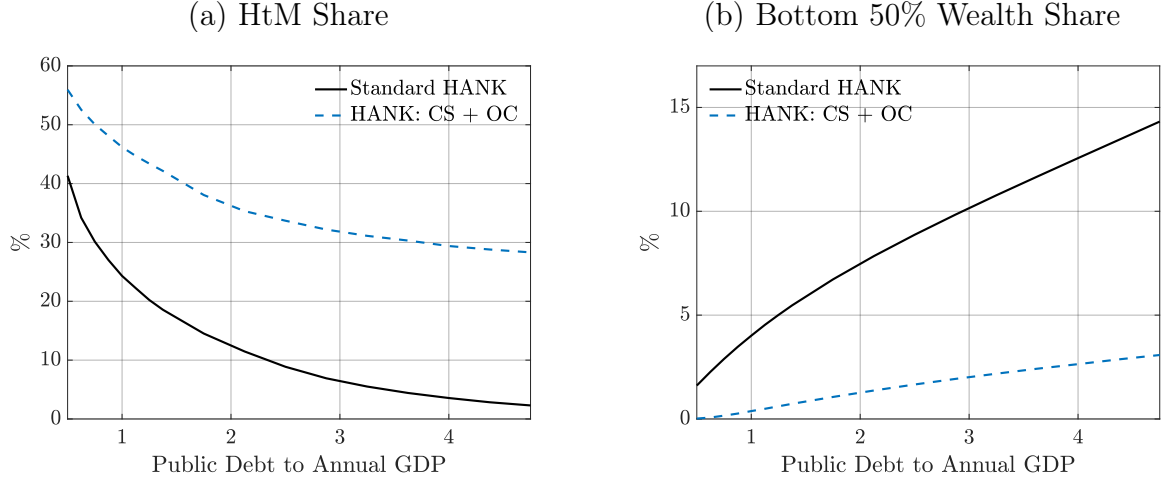 (a) HtM Share
60
50
40
30
20
10
0
%
Standard HANK
HANK: CS + OC
1 2 3 4
Public Debt to Annual GDP
(b) Bottom 50% Wealth Share
15
10
5
0
%
Standard HANK
HANK: CS + OC
1 2 3 4
Public Debt to Annual GDP